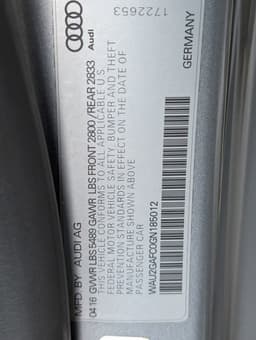 MFD BY AUDI AG
04 16 GVWR LBS 5489 GAWR LBS FRONT 2800 / REAR 2833
THIS VEHICLE CONFORMS TO ALL APPLICABLE U.S.
FEDERAL MOTOR VEHICLE SAFETY, BUMPER AND THEFT
PREVENTION STANDARDS IN EFFECT ON THE DATE OF
MANUFACTURE SHOWN ABOVE
PASSENGER CAR
WAU2GAFC0GN185012
Audi
1722653
GERMANY